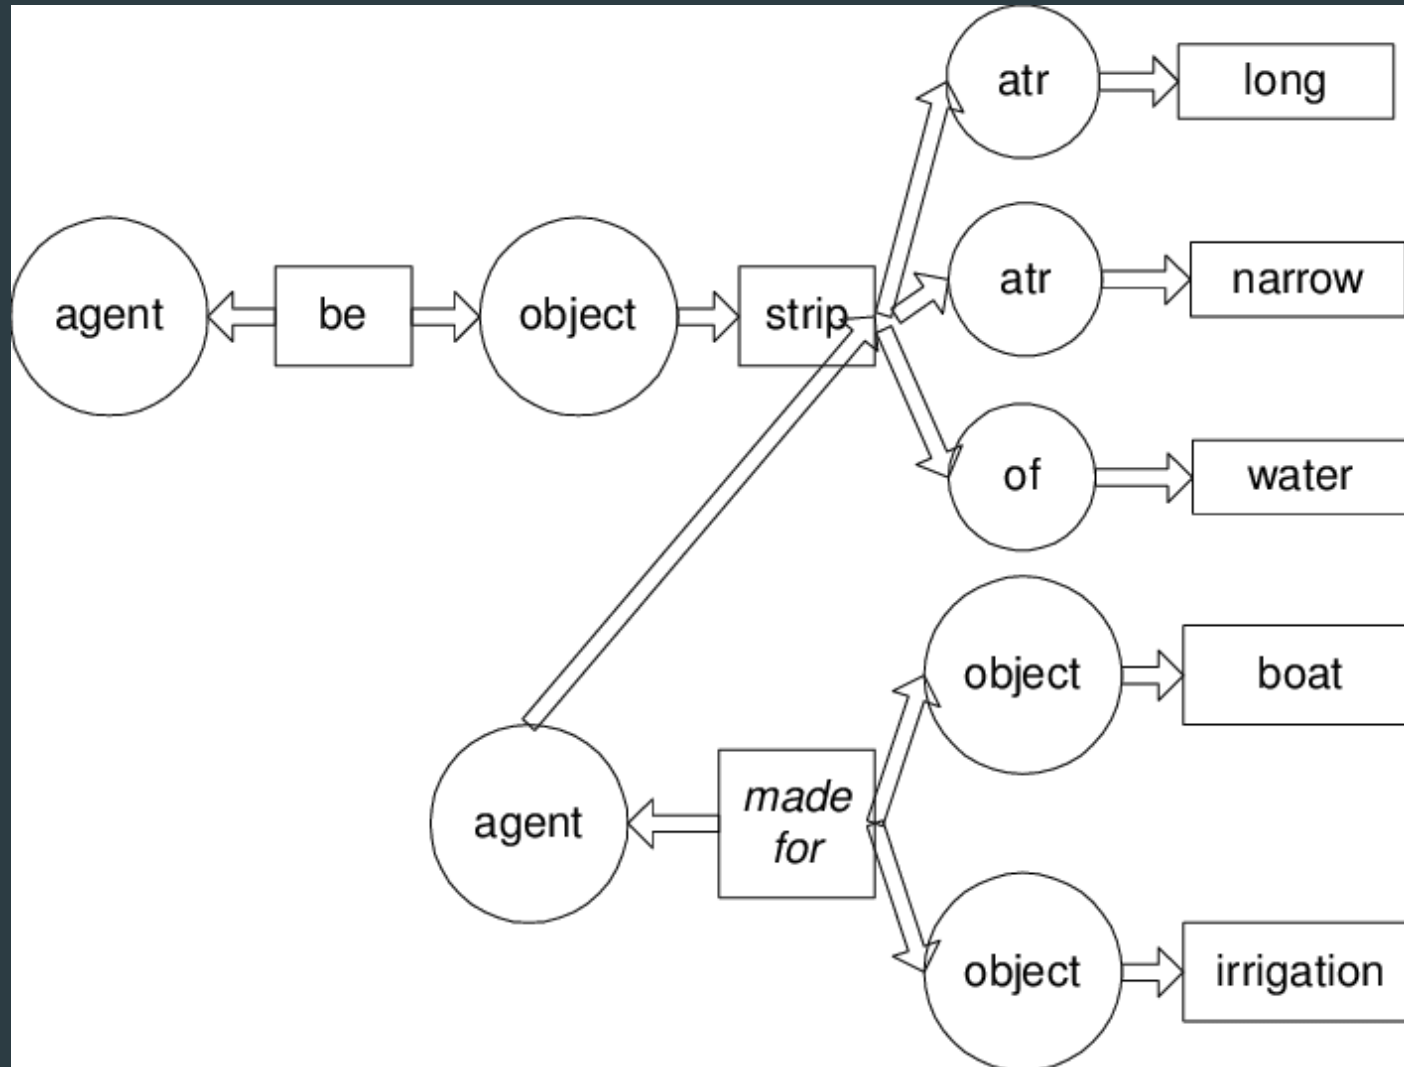 atr
long
atr
narrow
agent
be
object
strip
of
water
object
boat
agent
made
for
object
irrigation